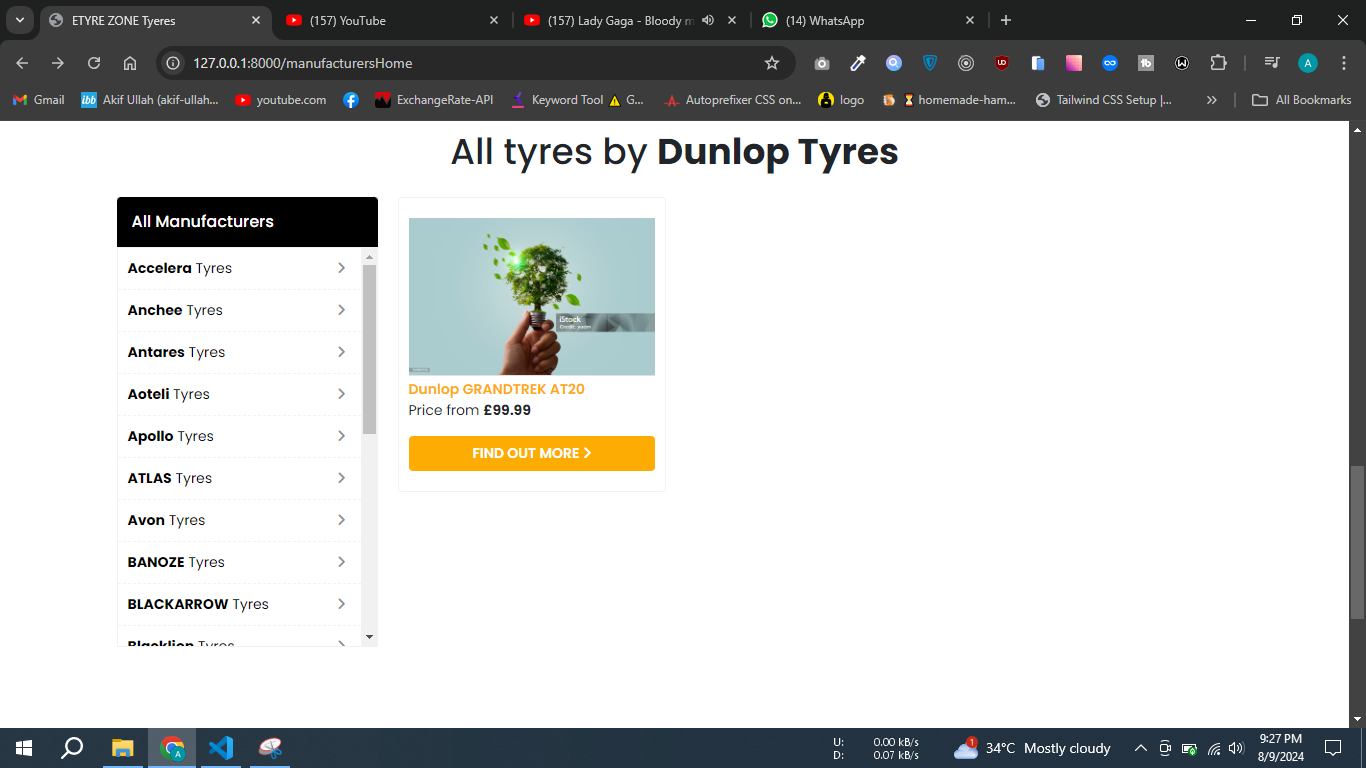 ETYRE ZONE Tyeres
(157) YouTube
(157) Lady Gaga - Bloody m
(14) WhatsApp
127.0.0.1:8000/manufacturersHome
A
Gmail
ibb
Akif Ullah (akif-ullah...
youtube.com
ExchangeRate-API
Keyword Tool ⚠ G...
Autoprefixer CSS on...
logo
homemade-ham...
Tailwind CSS Setup |...
All Bookmarks
All tyres by Dunlop Tyres
All Manufacturers
Accelera Tyres
Anchee Tyres
Antares Tyres
Aoteli Tyres
Apollo Tyres
ATLAS Tyres
Avon Tyres
BANOZE Tyres
BLACKARROW Tyres
Blacklion Tyres
iStock
Dunlop GRANDTREK AT20
Price from £99.99
FIND OUT MORE
U: 0.00 kB/s
D: 0.07 kB/s
1
34°C Mostly cloudy
9:27 PM
8/9/2024